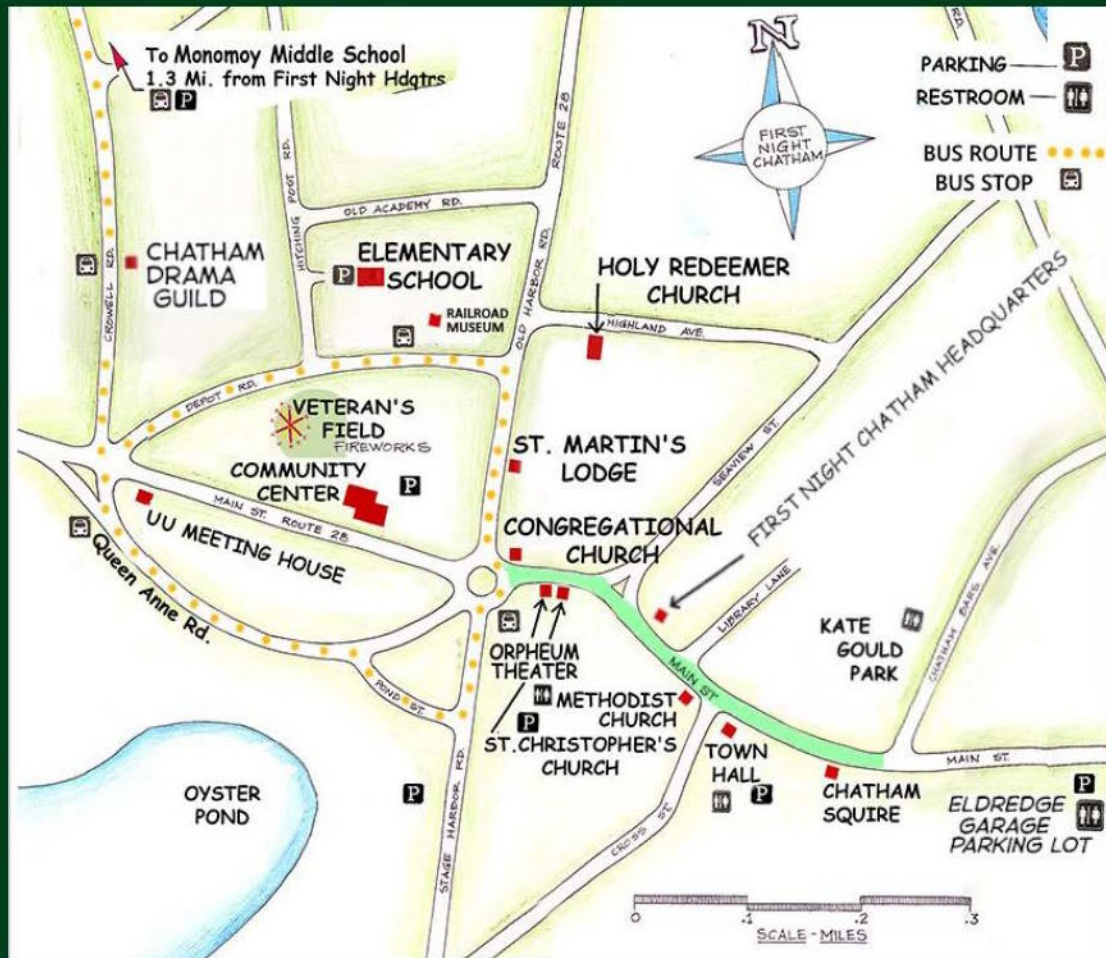 To Monomoy Middle School
1.3 Mi. from First Night Hdqtrs
P
N
FIRST
NIGHT
CHATHAM
PARKING
P
RESTROOM
BUS ROUTE
BUS STOP
RD.
ROUTE 28
HITCHING POST RD.
OLD ACADEMY RD.
CROWELL RD.
CHATHAM
DRAMA
GUILD
P
ELEMENTARY
SCHOOL
RAILROAD
MUSEUM
OLD HARBOR RD.
HOLY REDEEMER
CHURCH
HIGHLAND AVE.
FIRST NIGHT CHATHAM HEADQUARTERS
DEPOT RD.
VETERAN'S
FIELD
FIREWORKS
ST. MARTIN'S
LODGE
SEAVIEW ST.
COMMUNITY
CENTER
P
MAIN ST. ROUTE 28
UU MEETING HOUSE
CONGREGATIONAL
CHURCH
Queen Anne Rd.
LIBRARY LANE
KATE
GOULD
PARK
CHATHAM BARS AVE.
ORPHEUM
THEATER
MAIN ST
POND ST.
METHODIST
CHURCH
P
ST.CHRISTOPHER'S
CHURCH
TOWN
HALL
P
CHATHAM
SQUIRE
MAIN ST.
P
ELDREDGE
GARAGE
PARKING LOT
OYSTER
POND
P
STAGE HARBOR RD.
CROSS ST.
0 .1 .2 .3
SCALE - MILES